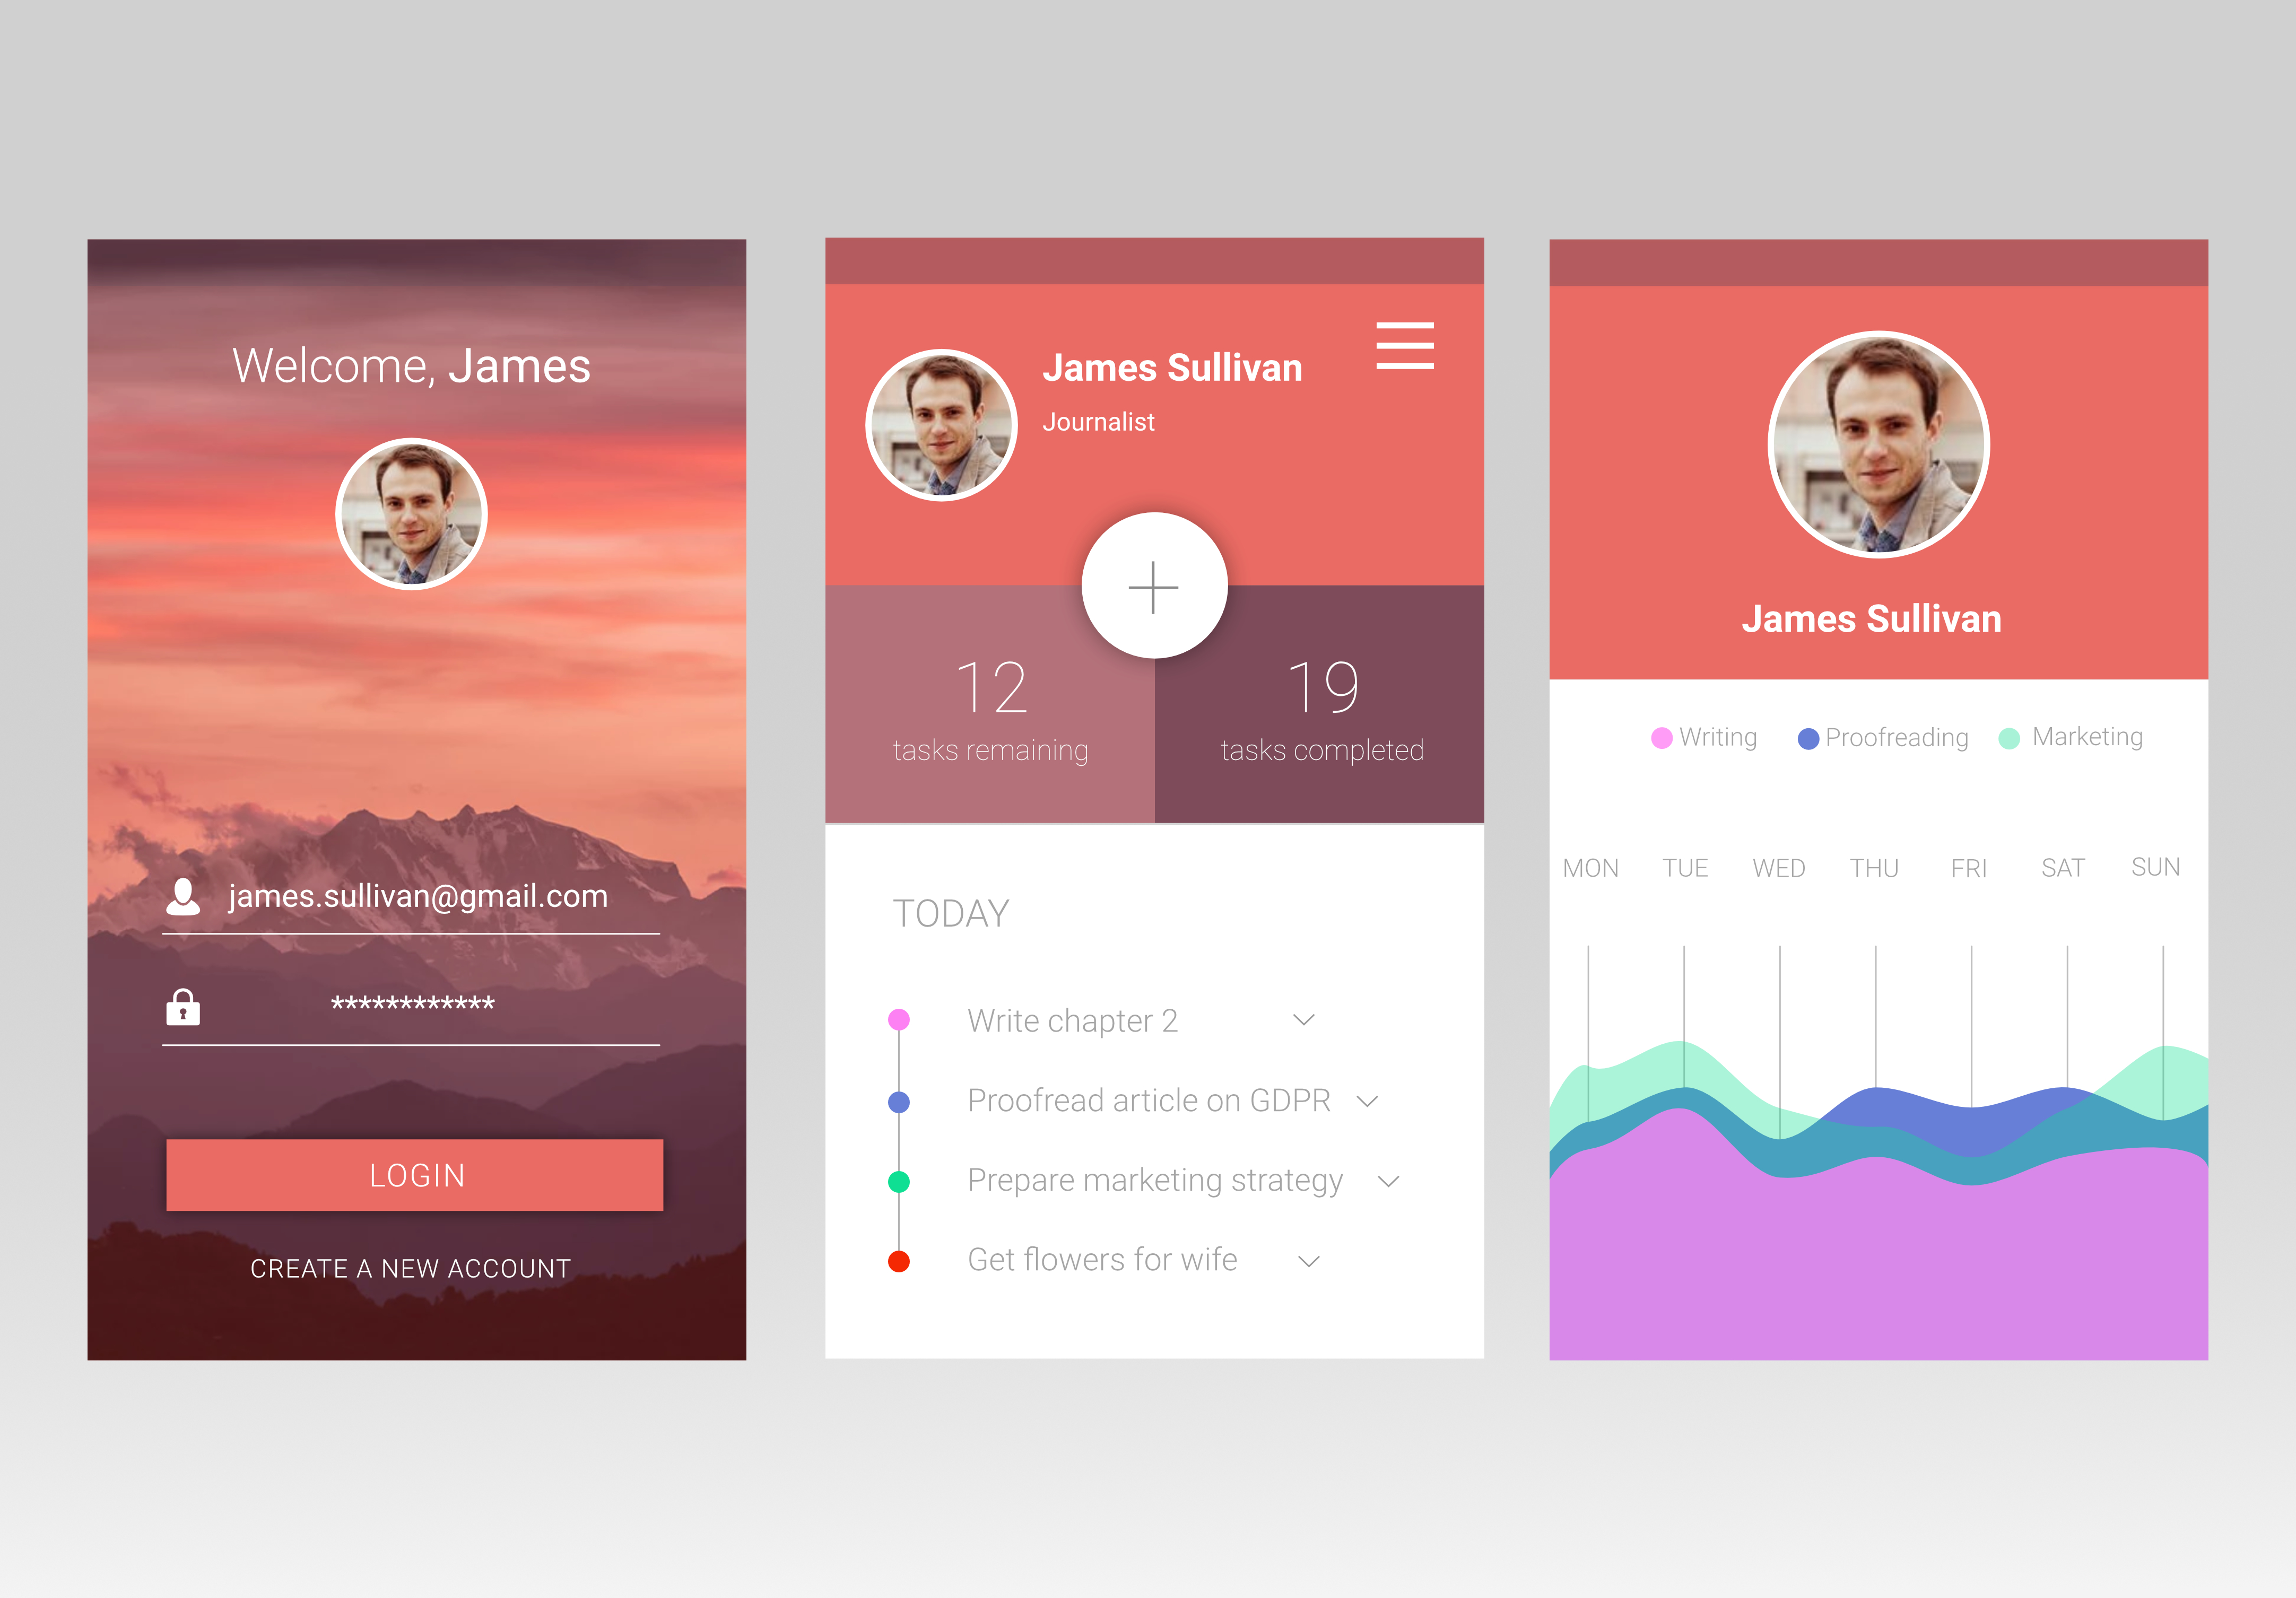 Welcome, James
james.sullivan@gmail.com
************
LOGIN
CREATE A NEW ACCOUNT
James Sullivan
Journalist
12
tasks remaining
19
tasks completed
TODAY
Write chapter 2
Proofread article on GDPR
Prepare marketing strategy
Get flowers for wife
James Sullivan
Writing Proofreading Marketing
MON TUE WED THU FRI SAT SUN